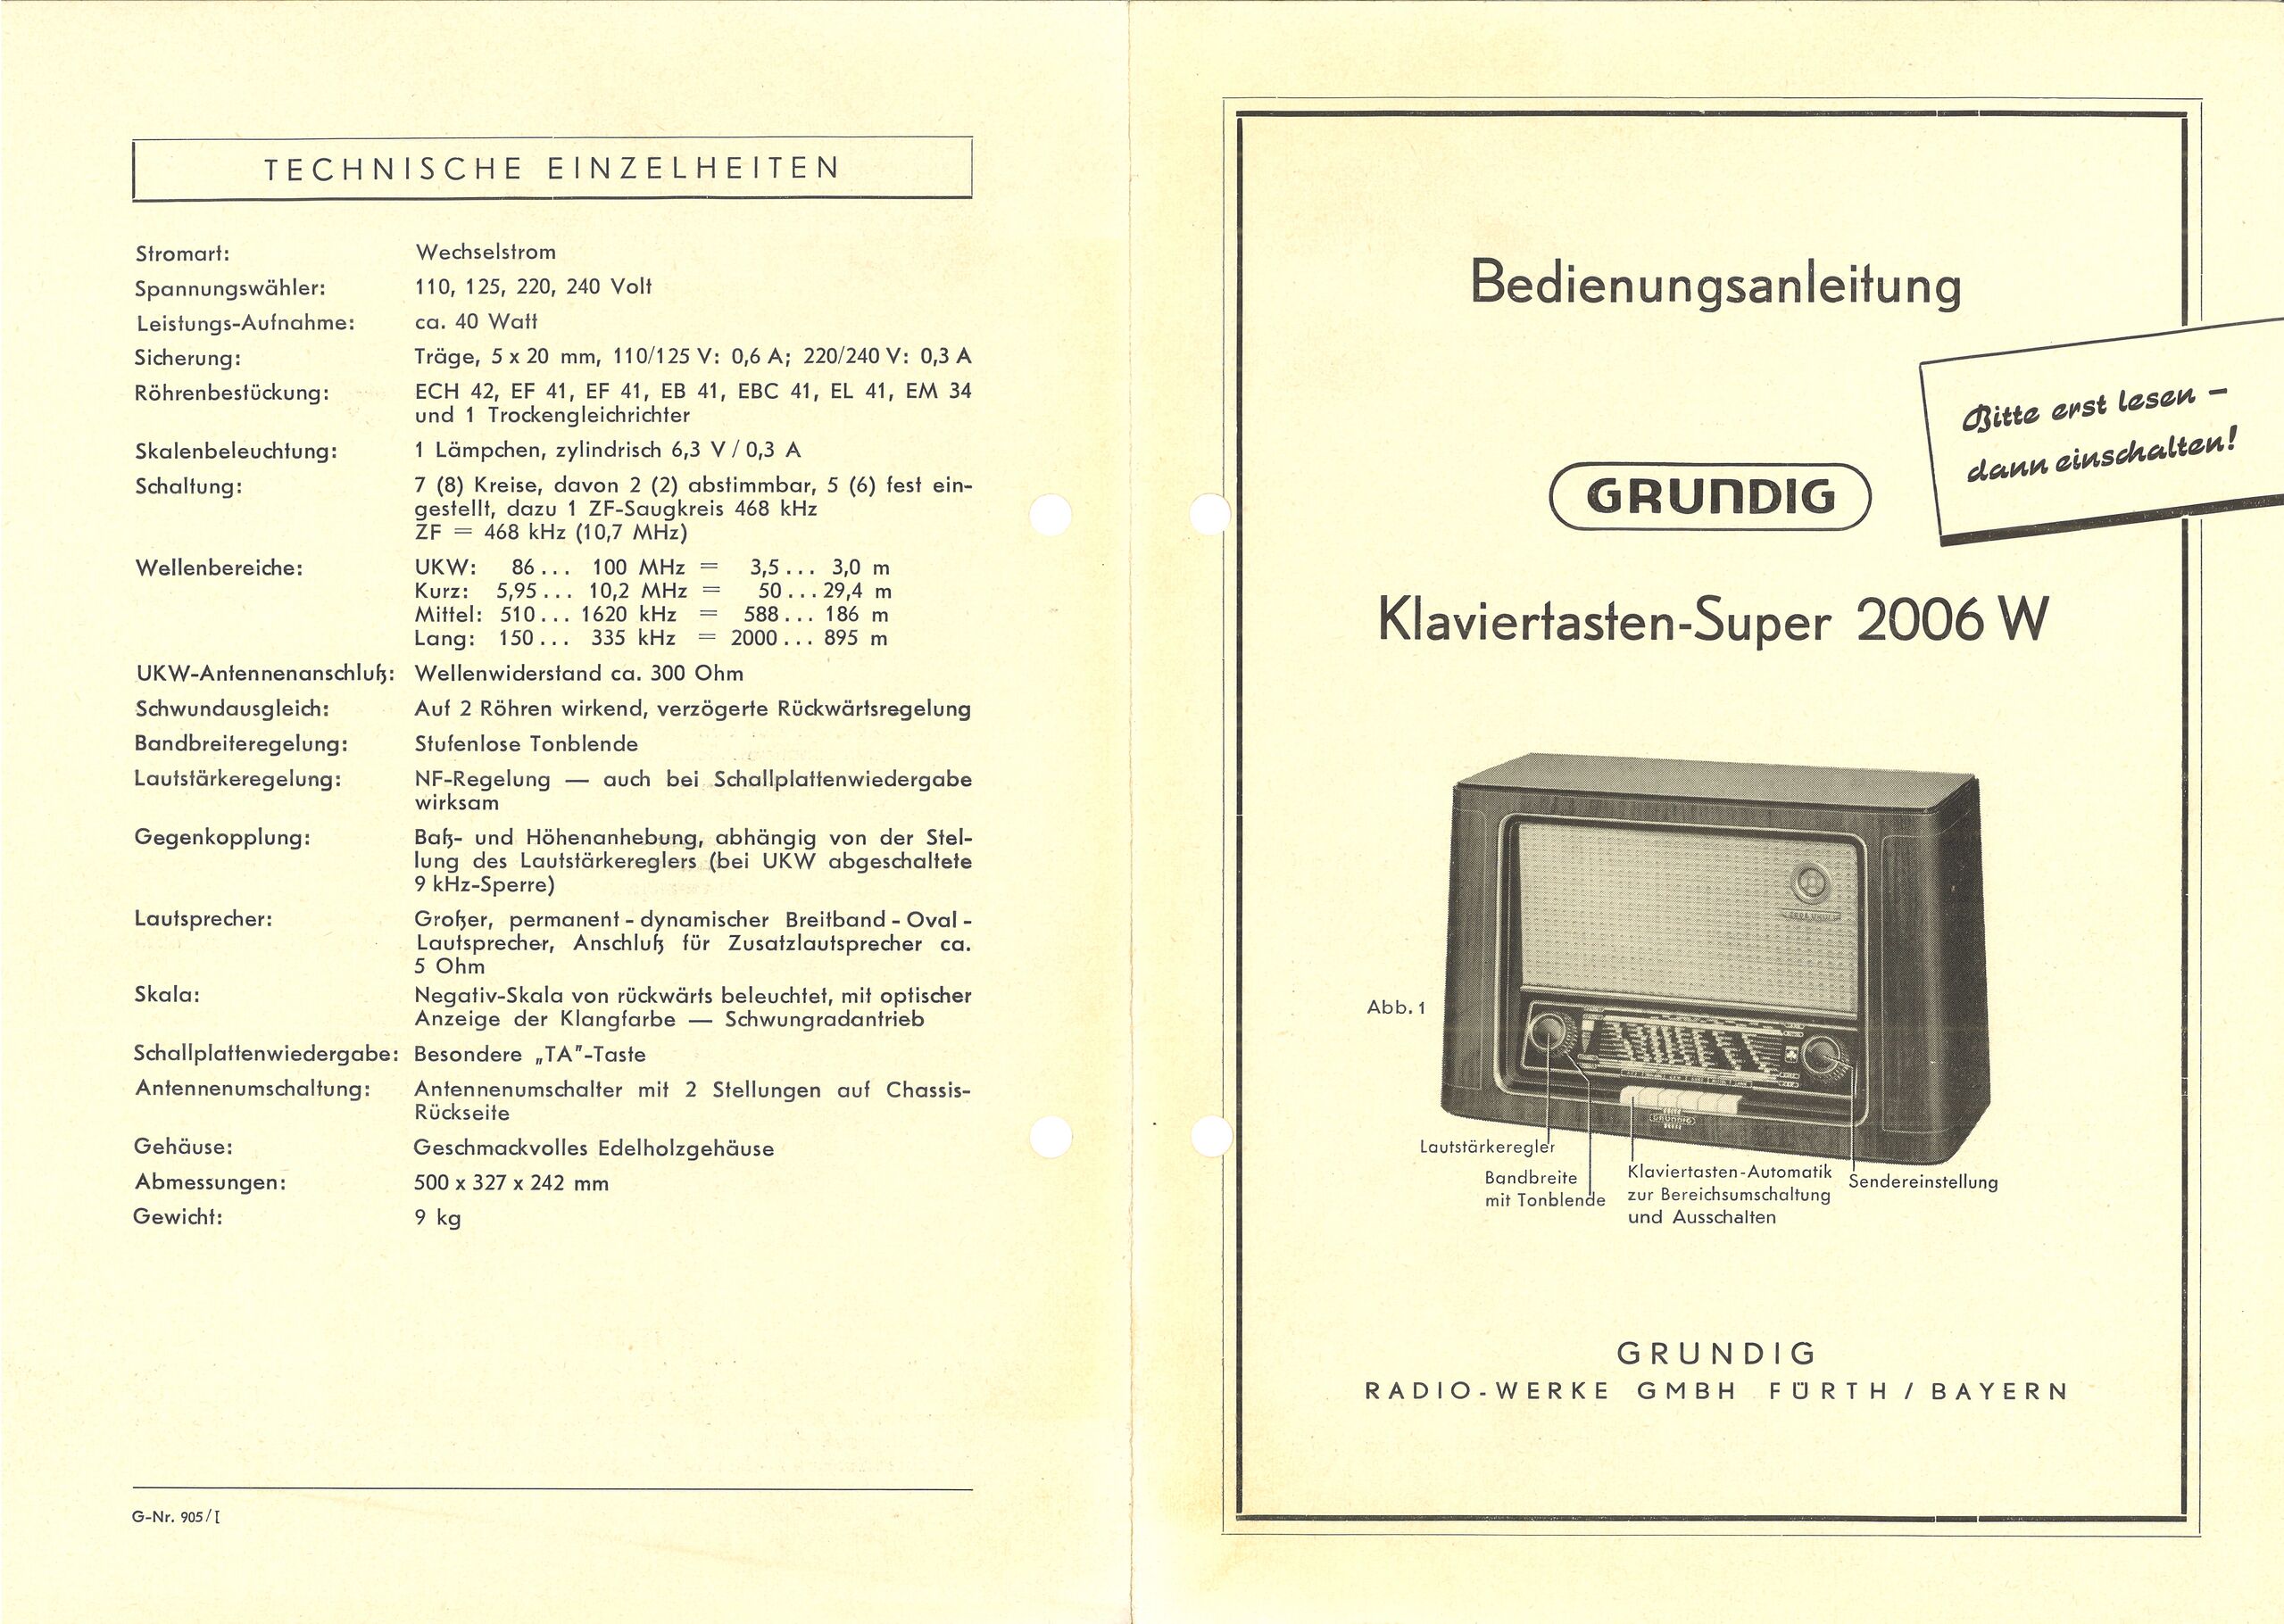 TECHNISCHE EINZELHEITEN
Stromart: Wechselstrom
Spannungswähler: 110, 125, 220, 240 Volt
Leistungs-Aufnahme: ca. 40 Watt
Sicherung: Träge, 5 x 20 mm, 110/125 V: 0,6 A; 220/240 V: 0,3 A
Röhrenbestückung: ECH 42, EF 41, EF 41, EB 41, EBC 41, EL 41, EM 34
und 1 Trockengleichrichter
Skalenbeleuchtung: 1 Lämpchen, zylindrisch 6,3 V / 0,3 A
Schaltung: 7 (8) Kreise, davon 2 (2) abstimmbar, 5 (6) fest ein-
gestellt, dazu 1 ZF-Saugkreis 468 kHz
ZF = 468 kHz (10,7 MHz)
Wellenbereiche: UKW: 86... 100 MHz = 3,5... 3,0 m
Kurz: 5,95... 10,2 MHz = 50...29,4 m
Mittel: 510... 1620 kHz = 588... 186 m
Lang: 150... 335 kHz = 2000... 895 m
UKW-Antennenanschluß: Wellenwiderstand ca. 300 Ohm
Schwundausgleich: Auf 2 Röhren wirkend, verzögerte Rückwärtsregelung
Bandbreiteregelung: Stufenlose Tonblende
Lautstärkeregelung: NF-Regelung — auch bei Schallplattenwiedergabe
wirksam
Gegenkopplung: Baß- und Höhenanhebung, abhängig von der Stel-
lung des Lautstärkereglers (bei UKW abgeschaltete
9 kHz-Sperre)
Lautsprecher: Großer, permanent-dynamischer Breitband-Oval-
Lautsprecher, Anschluß für Zusatzlautsprecher ca.
5 Ohm
Skala: Negativ-Skala von rückwärts beleuchtet, mit optischer
Anzeige der Klangfarbe — Schwungradantrieb
Schallplattenwiedergabe: Besondere „TA"-Taste
Antennenumschaltung: Antennenumschalter mit 2 Stellungen auf Chassis-
Rückseite
Gehäuse: Geschmackvolles Edelholzgehäuse
Abmessungen: 500 x 327 x 242 mm
Gewicht: 9 kg
G-Nr. 905/I
Bedienungsanleitung
Bitte erst lesen –
dann einschalten!
GRUNDIG
Klaviertasten-Super 2006 W
Abb. 1
GRUNDIG
Lautstärkeregler
Bandbreite
mit Tonblende
Klaviertasten-Automatik
zur Bereichsumschaltung
und Ausschalten
Sendereinstellung
GRUNDIG
RADIO-WERKE GMBH FÜRTH / BAYERN